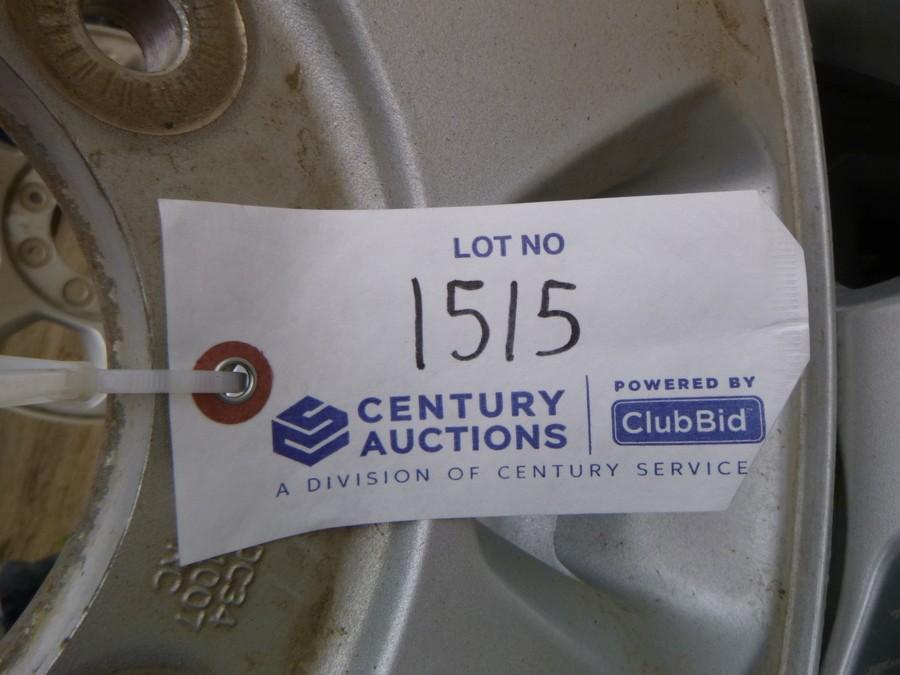 LOT NO
1515
CENTURY
AUCTIONS
POWERED BY
ClubBid
A DIVISION OF CENTURY SERVICE